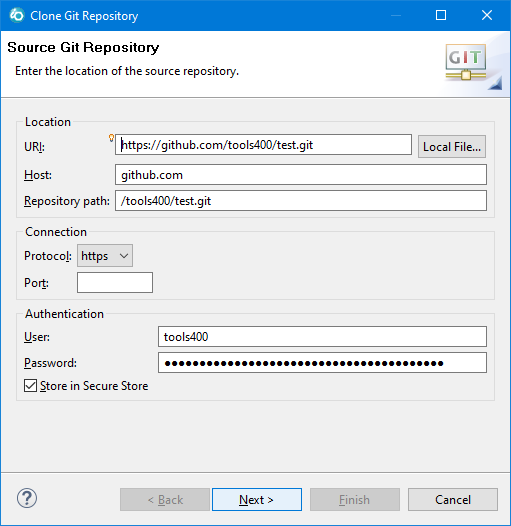 Clone Git Repository
Source Git Repository
Enter the location of the source repository.
GIT
Location
URI: https://github.com/tools400/test.git Local File...
Host: github.com
Repository path: /tools400/test.git
Connection
Protocol: https
Port:
Authentication
User: tools400
Password: ●●●●●●●●●●●●●●●●●●●●●●●●●●●●●●●●●●●●●●●●
Store in Secure Store
? < Back Next > Finish Cancel